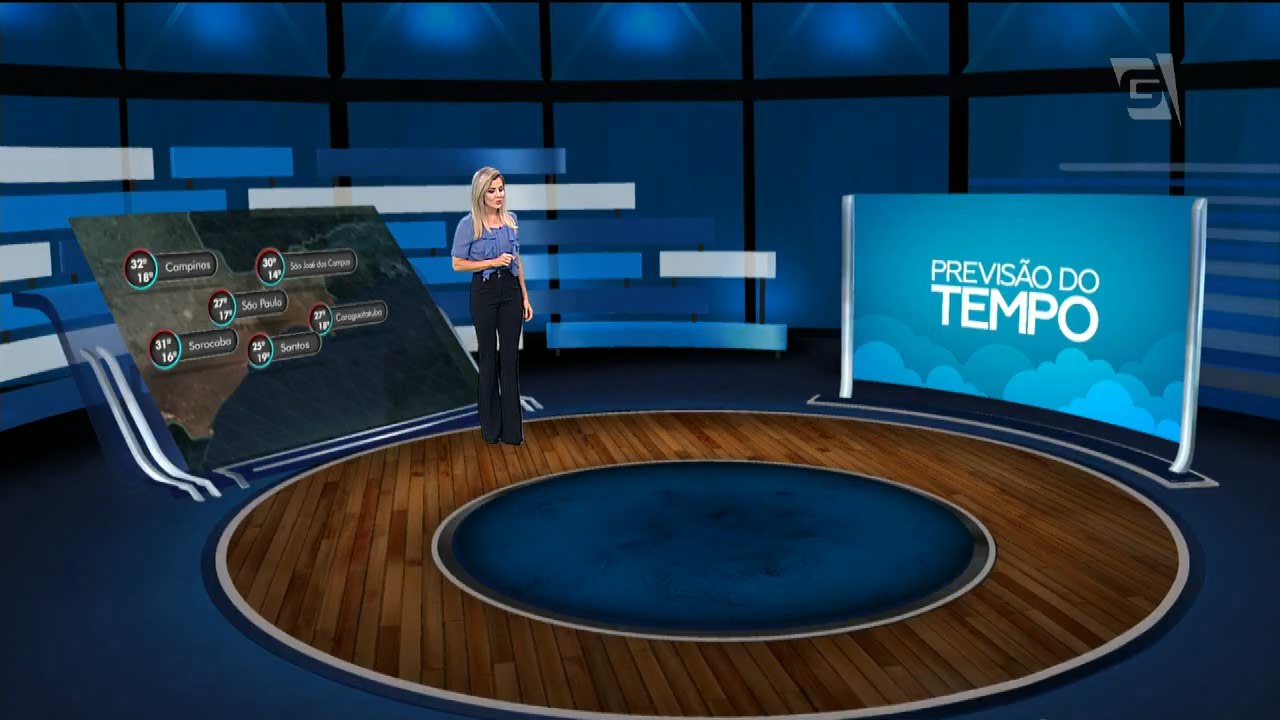 32º
18º
Campinas
30º
14º
São José dos Campos
27º
17º
São Paulo
27º
18º
Caraguatatuba
31º
16º
Sorocaba
25º
19º
Santos
PREVISÃO DO
TEMPO